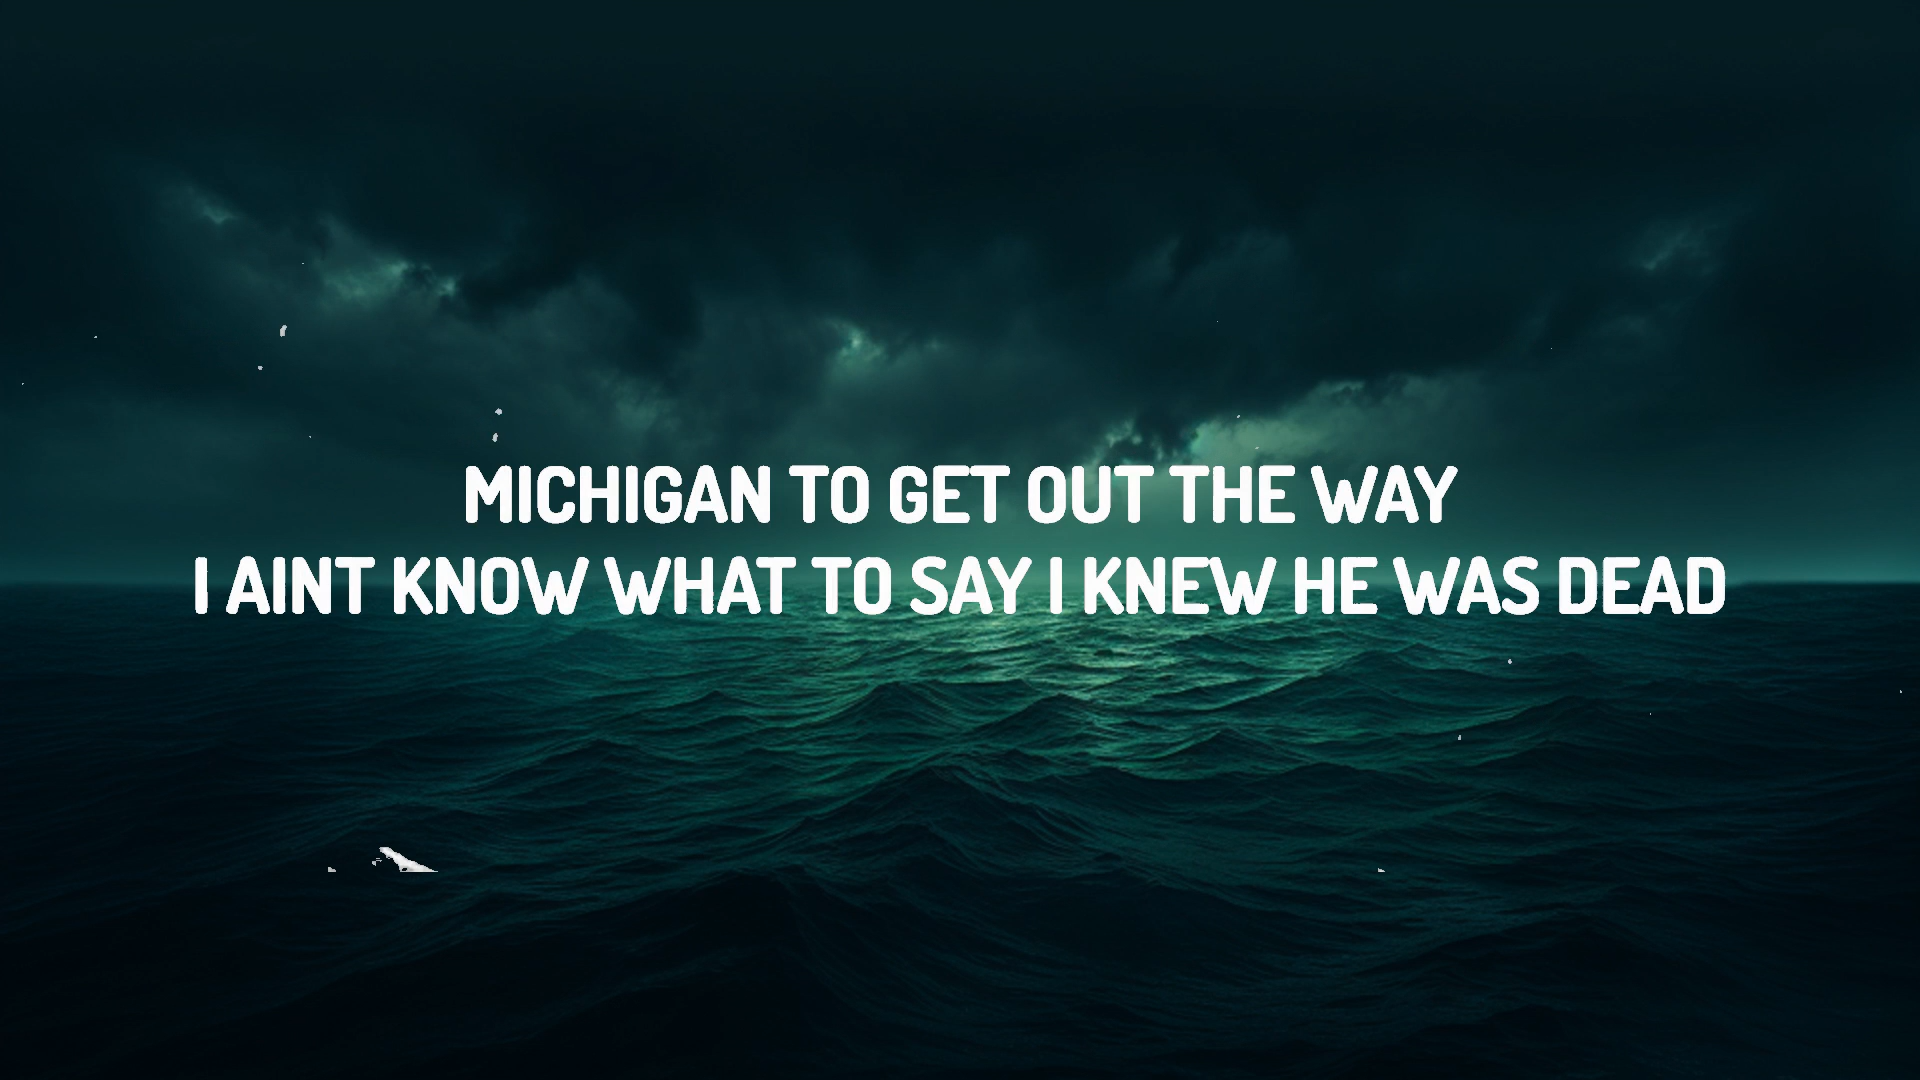 MICHIGAN TO GET OUT THE WAY
I AINT KNOW WHAT TO SAY I KNEW HE WAS DEAD